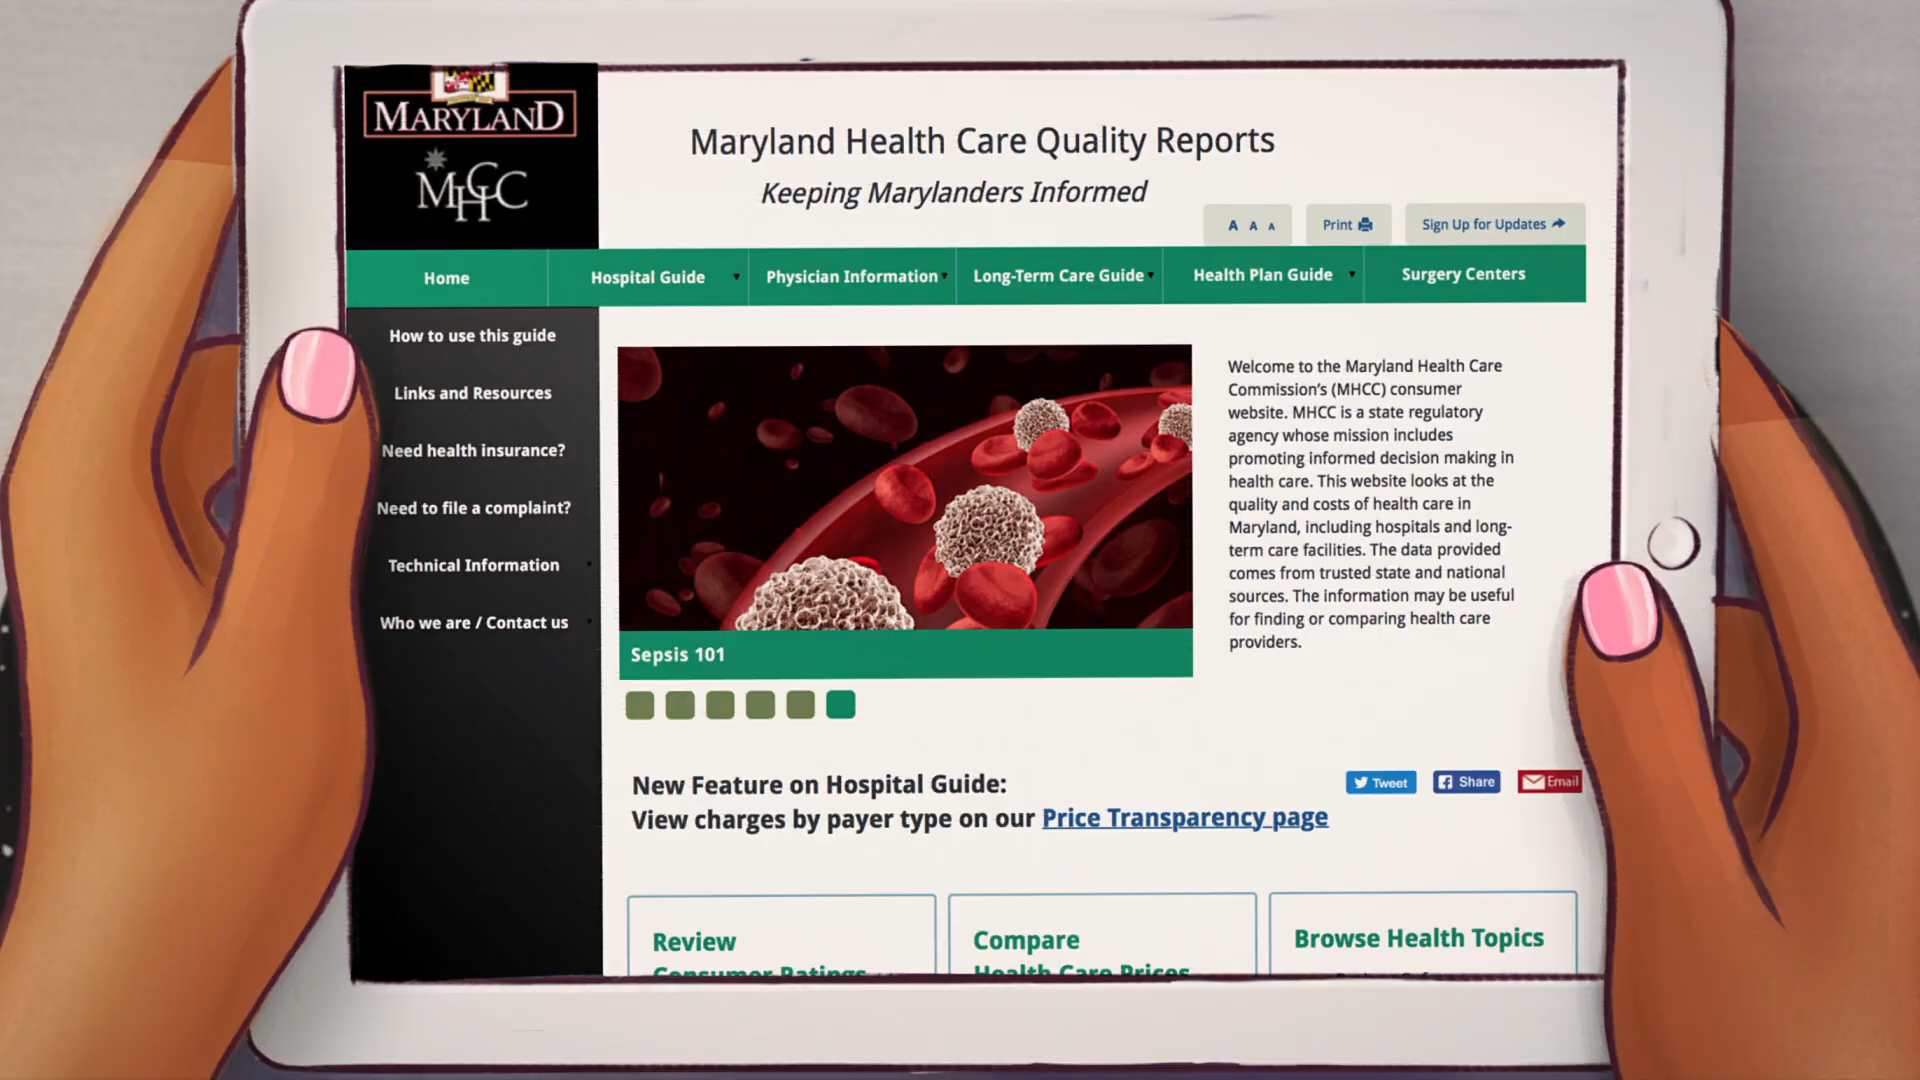 MARYLAND
MHCC
Maryland Health Care Quality Reports
Keeping Marylanders Informed
A A A
Print
Sign Up for Updates
Home
Hospital Guide
Physician Information
Long-Term Care Guide
Health Plan Guide
Surgery Centers
How to use this guide
Links and Resources
Need health insurance?
Need to file a complaint?
Technical Information
Who we are / Contact us
Sepsis 101
Welcome to the Maryland Health Care
Commission's (MHCC) consumer
website. MHCC is a state regulatory
agency whose mission includes
promoting informed decision making in
health care. This website looks at the
quality and costs of health care in
Maryland, including hospitals and long-
term care facilities. The data provided
comes from trusted state and national
sources. The information may be useful
for finding or comparing health care
providers.
New Feature on Hospital Guide:
View charges by payer type on our Price Transparency page
Tweet
Share
Email
Review
Consumer Ratings
Compare
Health Care Prices
Browse Health Topics